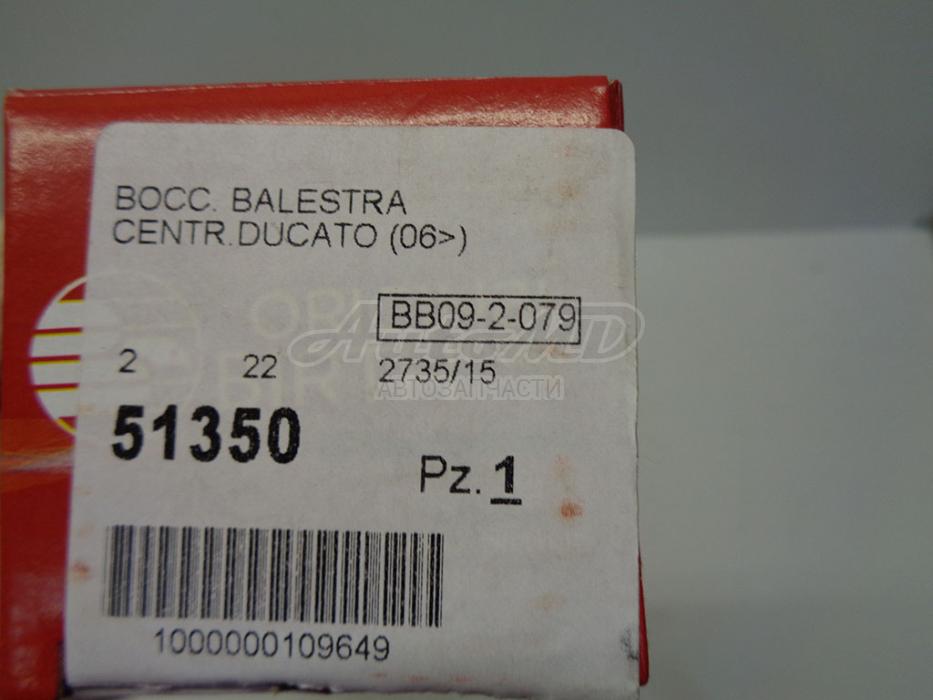 BOCC. BALESTRA
CENTR.DUCATO (06>)
BB09-2-079
2 22 2735/15
АВТОЗАПЧАСТИ
51350
Pz. 1
1000000109649